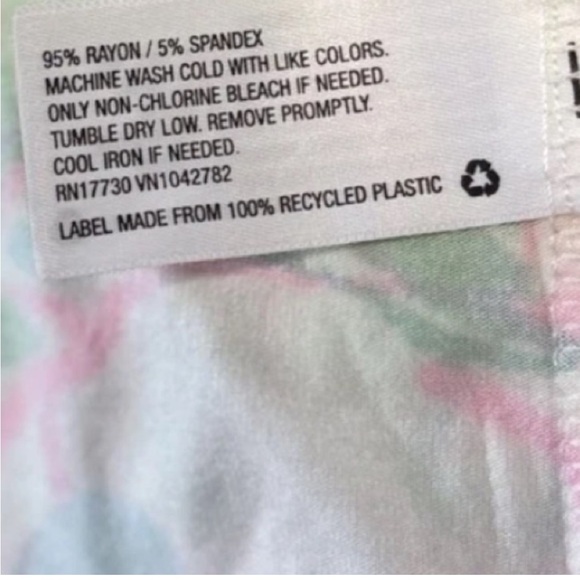 95% RAYON / 5% SPANDEX
MACHINE WASH COLD WITH LIKE COLORS.
ONLY NON-CHLORINE BLEACH IF NEEDED.
TUMBLE DRY LOW. REMOVE PROMPTLY.
COOL IRON IF NEEDED.
RN17730 VN1042782
LABEL MADE FROM 100% RECYCLED PLASTIC